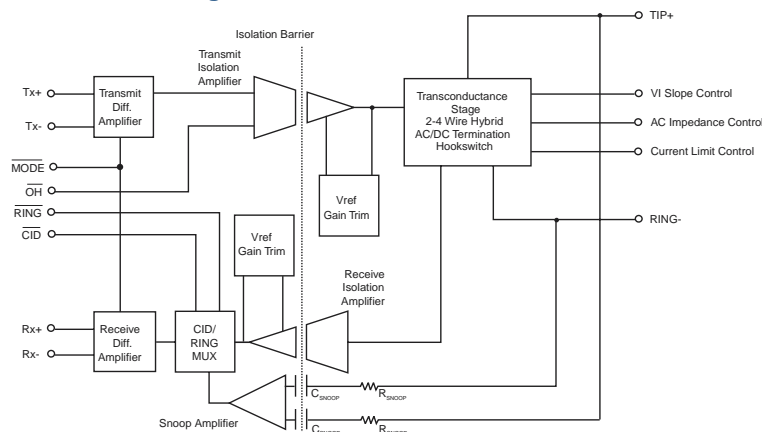 TIP+
Isolation Barrier
Transmit
Isolation
Amplifier
Tx+
Transmit
Diff.
Amplifier
Tx-
Transconductance
Stage
2-4 Wire Hybrid
AC/DC Termination
Hookswitch
VI Slope Control
AC Impedance Control
Current Limit Control
MODE
OH
RING
CID
Vref
Gain Trim
Vref
Gain Trim
RING-
Receive
Isolation
Amplifier
Rx+
Rx-
Receive
Diff.
Amplifier
CID/
RING
MUX
CSNOOP
RSNOOP
Snoop Amplifier